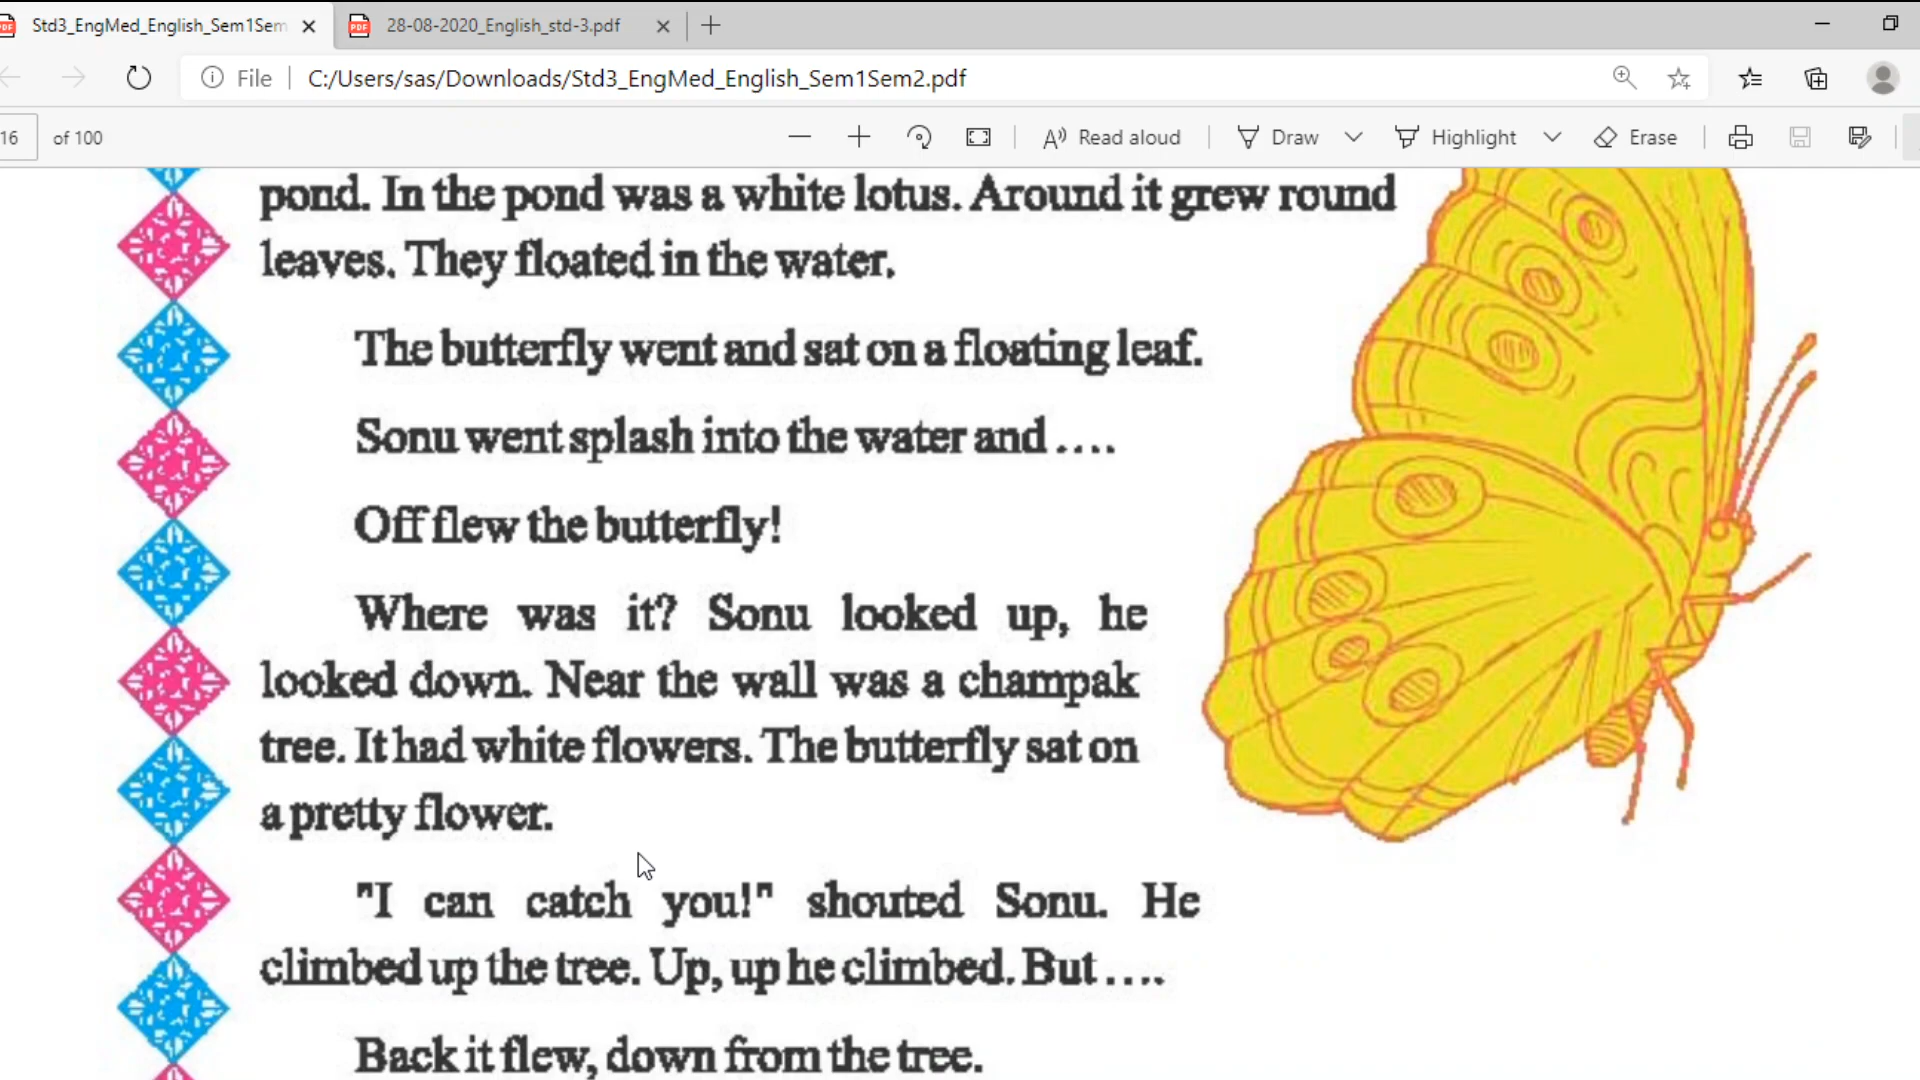 Std3_EngMed_English_Sem1Sem
28-08-2020_English_std-3.pdf
File
C:/Users/sas/Downloads/Std3_EngMed_English_Sem1Sem2.pdf
16 of 100
Read aloud
Draw
Highlight
Erase
pond. In the pond was a white lotus. Around it grew round
leaves. They floated in the water.
The butterfly went and sat on a floating leaf.
Sonu went splash into the water and ....
Off flew the butterfly!
Where was it? Sonu looked up, he
looked down. Near the wall was a champak
tree. It had white flowers. The butterfly sat on
a pretty flower.
"I can catch you!" shouted Sonu. He
climbed up the tree. Up, up he climbed. But ....
Back it flew, down from the tree.